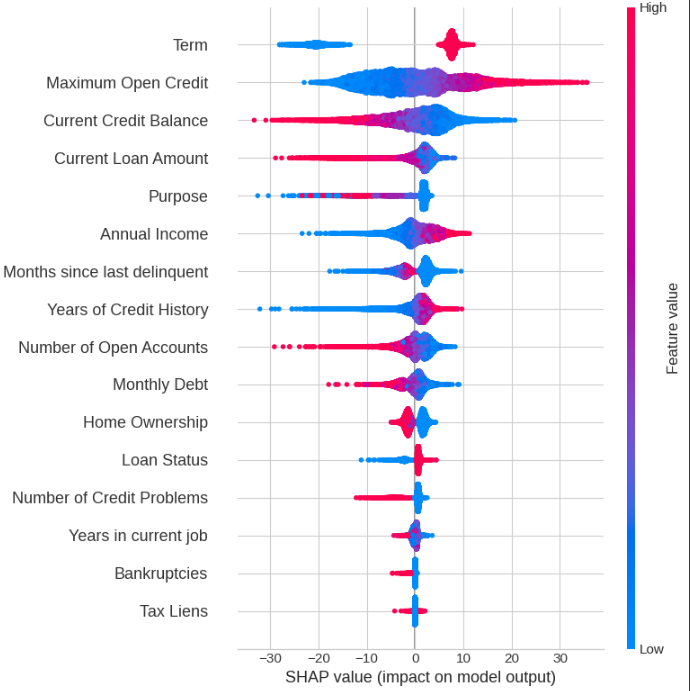 High
Term
Maximum Open Credit
Current Credit Balance
Current Loan Amount
Purpose
Annual Income
Months since last delinquent
Years of Credit History
Number of Open Accounts
Monthly Debt
Home Ownership
Loan Status
Number of Credit Problems
Years in current job
Bankruptcies
Tax Liens
Feature value
Low
−30 −20 −10 0 10 20 30
SHAP value (impact on model output)